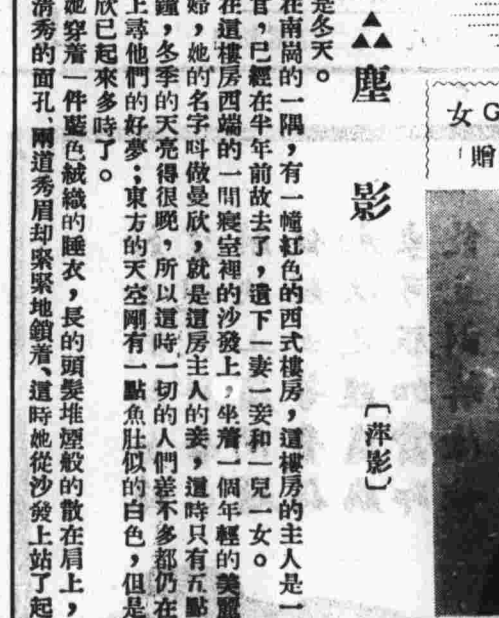 女G
贈「
塵影
〔萍影〕
是冬天。
在南崗的一隅,有一幢紅色的西式樓房,這樓房的主人是一
官,已經在半年前故去了,遺下一妻一妾和一兒一女。
在這樓房西端的一間寢室裡的沙發上,坐着一個年輕的美麗
婦,她的名字叫做曼欣,就是這房主人的妾,這時只有五點
鐘,冬季的天亮得很晚,所以這時一切的人們差不多都仍在
上尋他們的好夢;東方的天空剛有一點魚肚似的白色,但是
欣已起來多時了。
她穿着一件藍色絨織的睡衣,長的頭髮堆煙般的散在肩上,
清秀的面孔、兩道秀眉却緊緊地鎖着、這時她從沙發上站了起